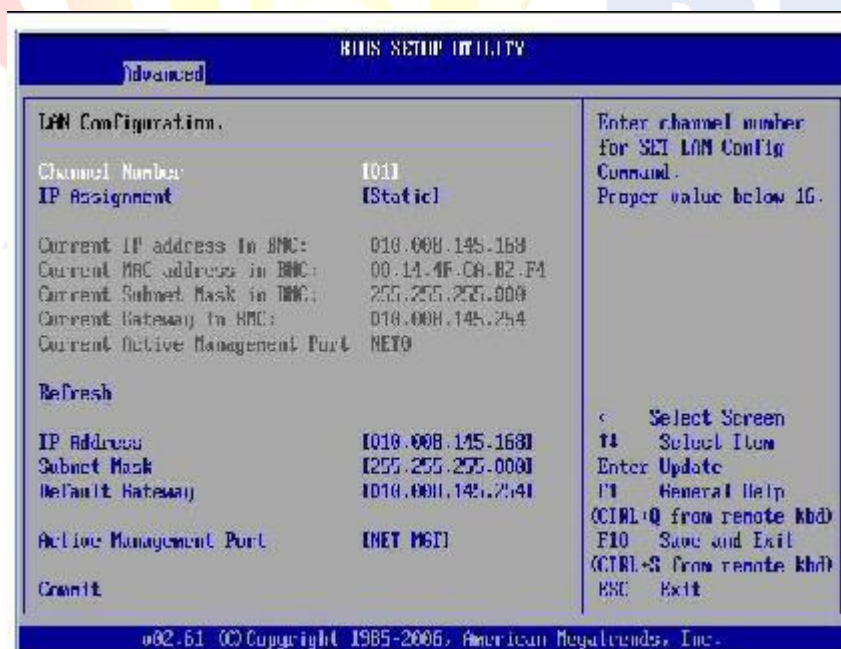 BIOS SETUP UTILITY
Advanced
LAN Configuration.
Channel Number [01]
IP Assignment [Static]
Current IP address in BMC: 010.008.145.168
Current MAC address in BMC: 00.14.4F.CA.B2.F4
Current Subnet Mask in BMC: 255.255.255.000
Current Gateway in BMC: 010.008.145.254
Current Active Management Port NET0
Refresh
IP Address [010.008.145.168]
Subnet Mask [255.255.255.000]
Default Gateway [010.008.145.254]
Active Management Port [NET MGT]
Commit
Enter channel number
for SET LAN Config
Command.
Proper value below 16.
< Select Screen
↑↓ Select Item
Enter Update
F1 General Help
(CTRL+Q from remote kbd)
F10 Save and Exit
(CTRL+S from remote kbd)
ESC Exit
v02.61 (C)Copyright 1985-2006, American Megatrends, Inc.